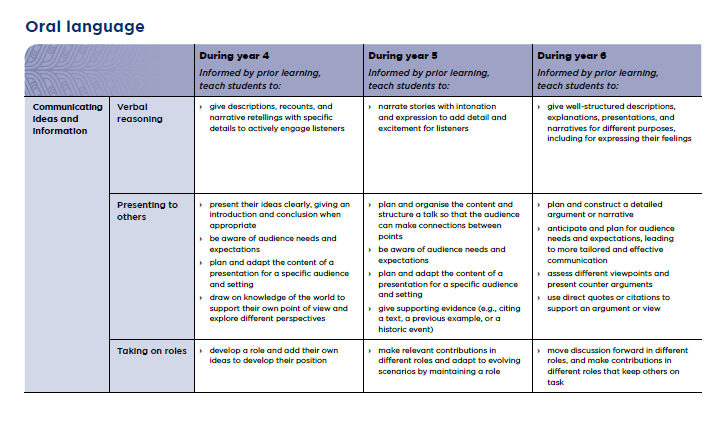 Oral language
During year 4
Informed by prior learning,
teach students to:
During year 5
Informed by prior learning,
teach students to:
During year 6
Informed by prior learning,
teach students to:
Communicating
ideas and
information
Verbal
reasoning
› give descriptions, recounts, and
narrative retellings with specific
details to actively engage listeners
› narrate stories with intonation
and expression to add detail and
excitement for listeners
› give well-structured descriptions,
explanations, presentations, and
narratives for different purposes,
including for expressing their feelings
Presenting to
others
› present their ideas clearly, giving an
introduction and conclusion when
appropriate
› be aware of audience needs and
expectations
› plan and adapt the content of a
presentation for a specific audience
and setting
› draw on knowledge of the world to
support their own point of view and
explore different perspectives
› plan and organise the content and
structure a talk so that the audience
can make connections between
points
› be aware of audience needs and
expectations
› plan and adapt the content of a
presentation for a specific audience
and setting
› give supporting evidence (e.g., citing
a text, a previous example, or a
historic event)
› plan and construct a detailed
argument or narrative
› anticipate and plan for audience
needs and expectations, leading
to more tailored and effective
communication
› assess different viewpoints and
present counter arguments
› use direct quotes or citations to
support an argument or view
Taking on roles
› develop a role and add their own
ideas to develop their position
› make relevant contributions in
different roles and adapt to evolving
scenarios by maintaining a role
› move discussion forward in different
roles, and make contributions in
different roles that keep others on
task